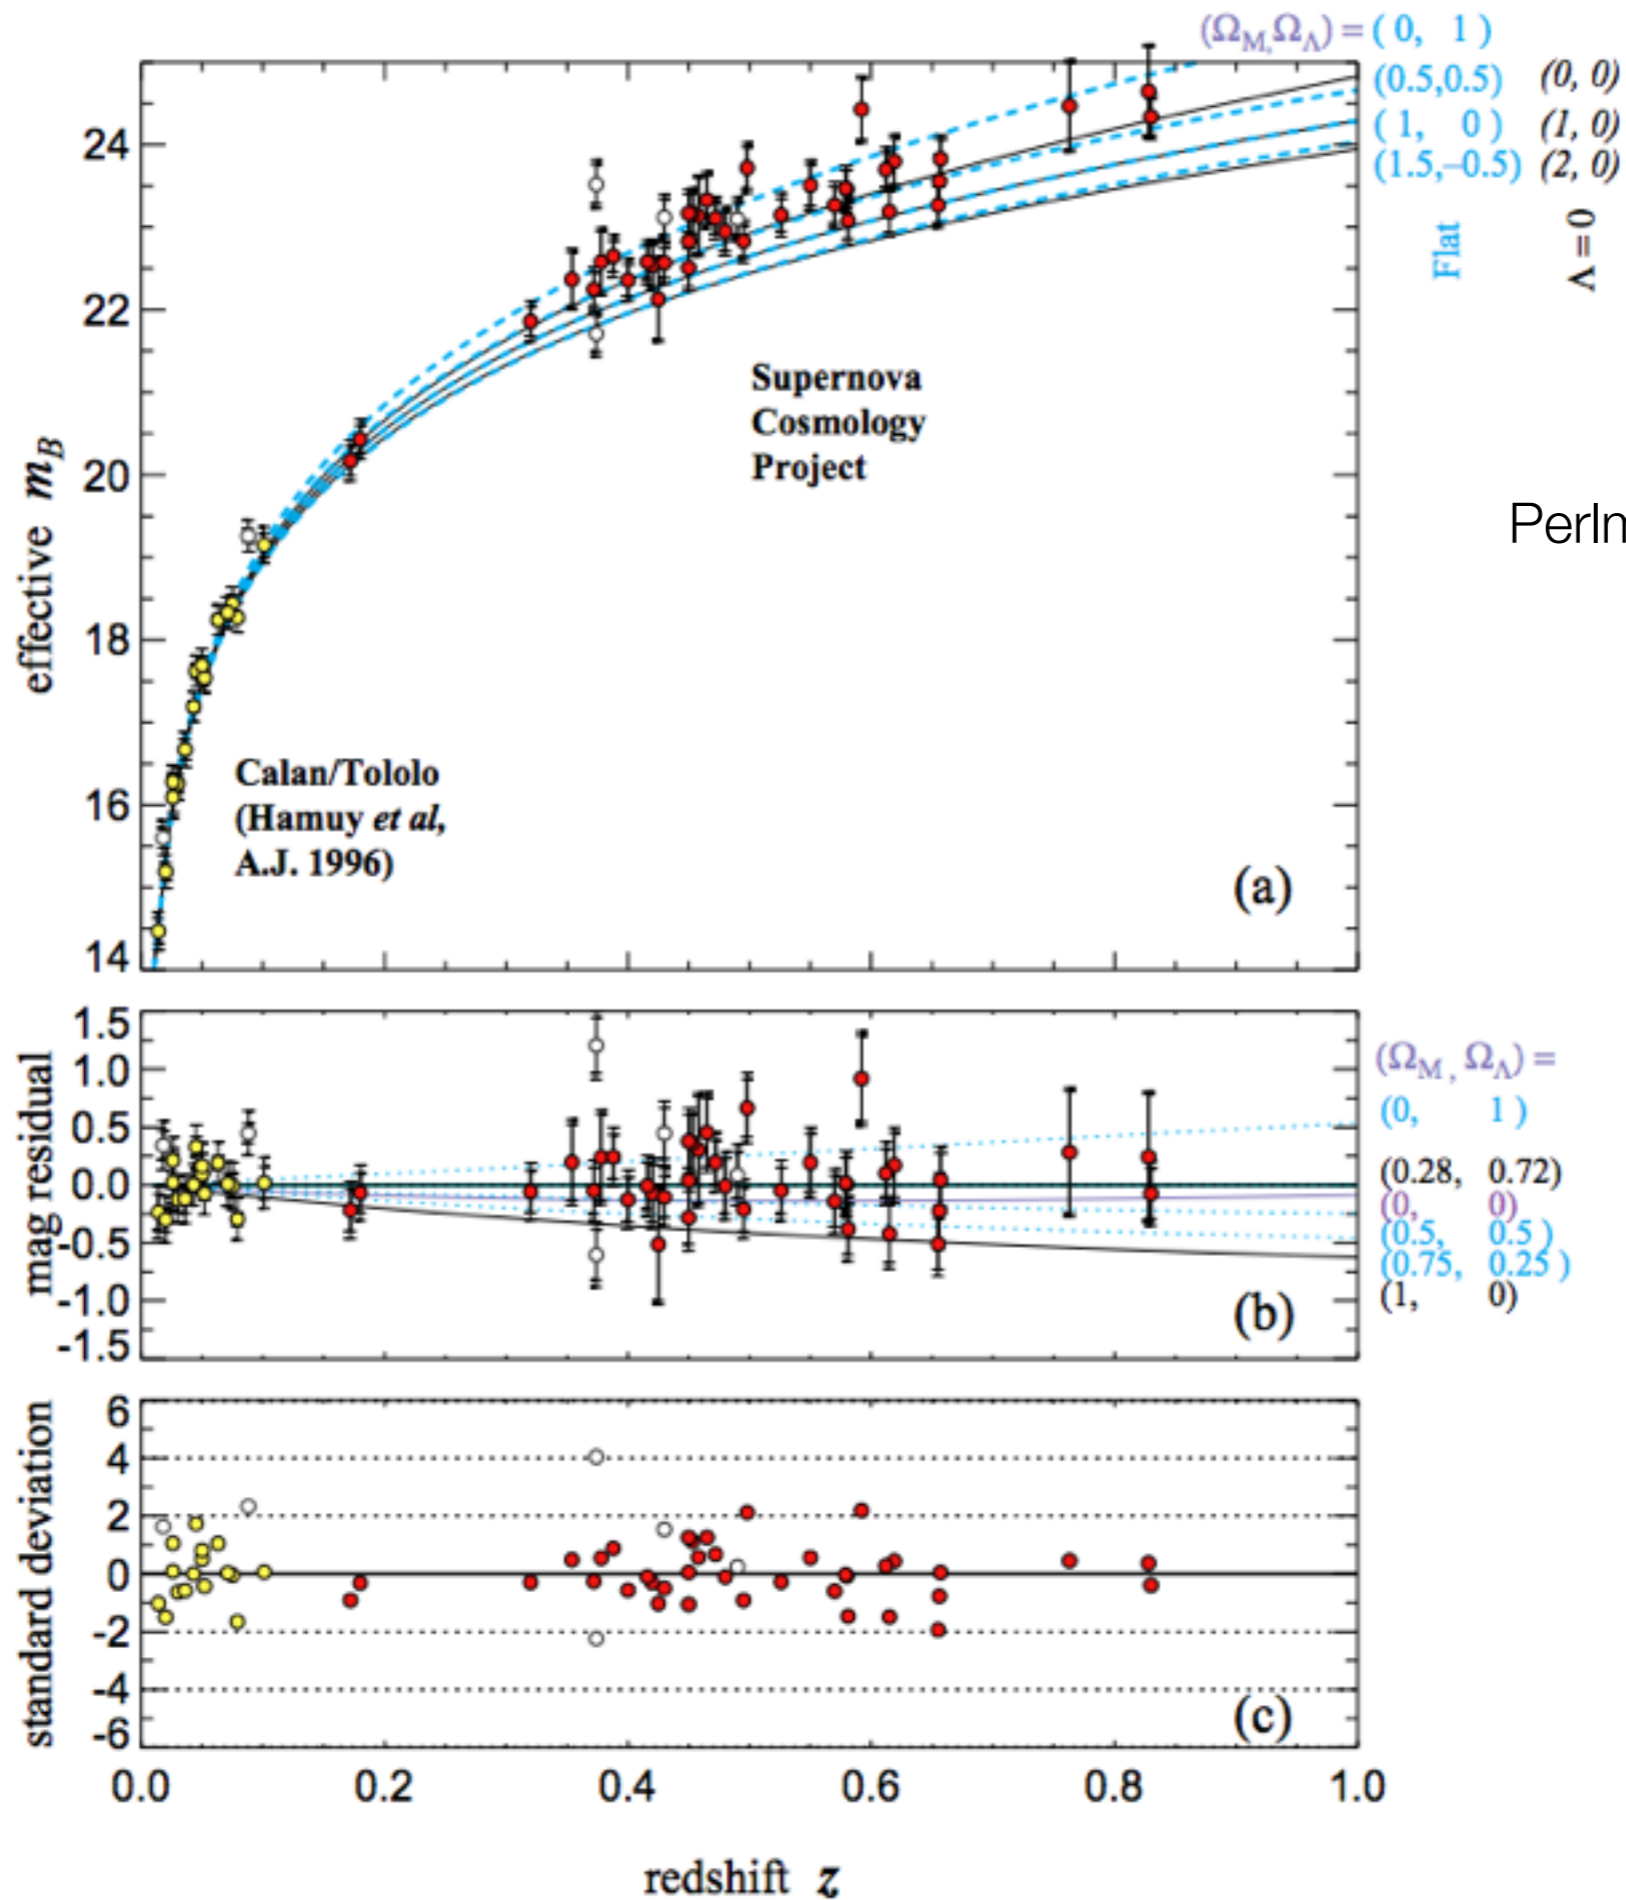 (ΩM,ΩΛ) = ( 0, 1 )
(0.5,0.5) (0, 0)
( 1, 0 ) (1, 0)
(1.5,–0.5) (2, 0)
Flat
Λ = 0
24
22
20
18
16
14
effective mB
Supernova
Cosmology
Project
Calan/Tololo
(Hamuy et al,
A.J. 1996)
(a)
Perln
1.5
1.0
0.5
0.0
-0.5
-1.0
-1.5
mag residual
(ΩM , ΩΛ) =
(0, 1 )
(0.28, 0.72)
(0, 0)
(0.5, 0.5 )
(0.75, 0.25 )
(1, 0)
(b)
6
4
2
0
-2
-4
-6
standard deviation
(c)
0.0 0.2 0.4 0.6 0.8 1.0
redshift z